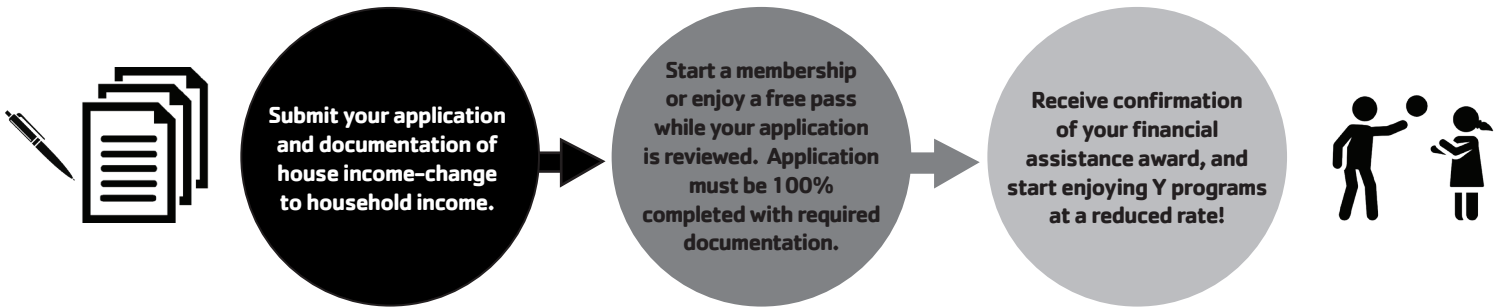 Submit your application
and documentation of
house income-change
to household income.
Start a membership
or enjoy a free pass
while your application
is reviewed.  Application
must be 100%
completed with required
documentation.
Receive confirmation
of your financial
assistance award, and
start enjoying Y programs
at a reduced rate!